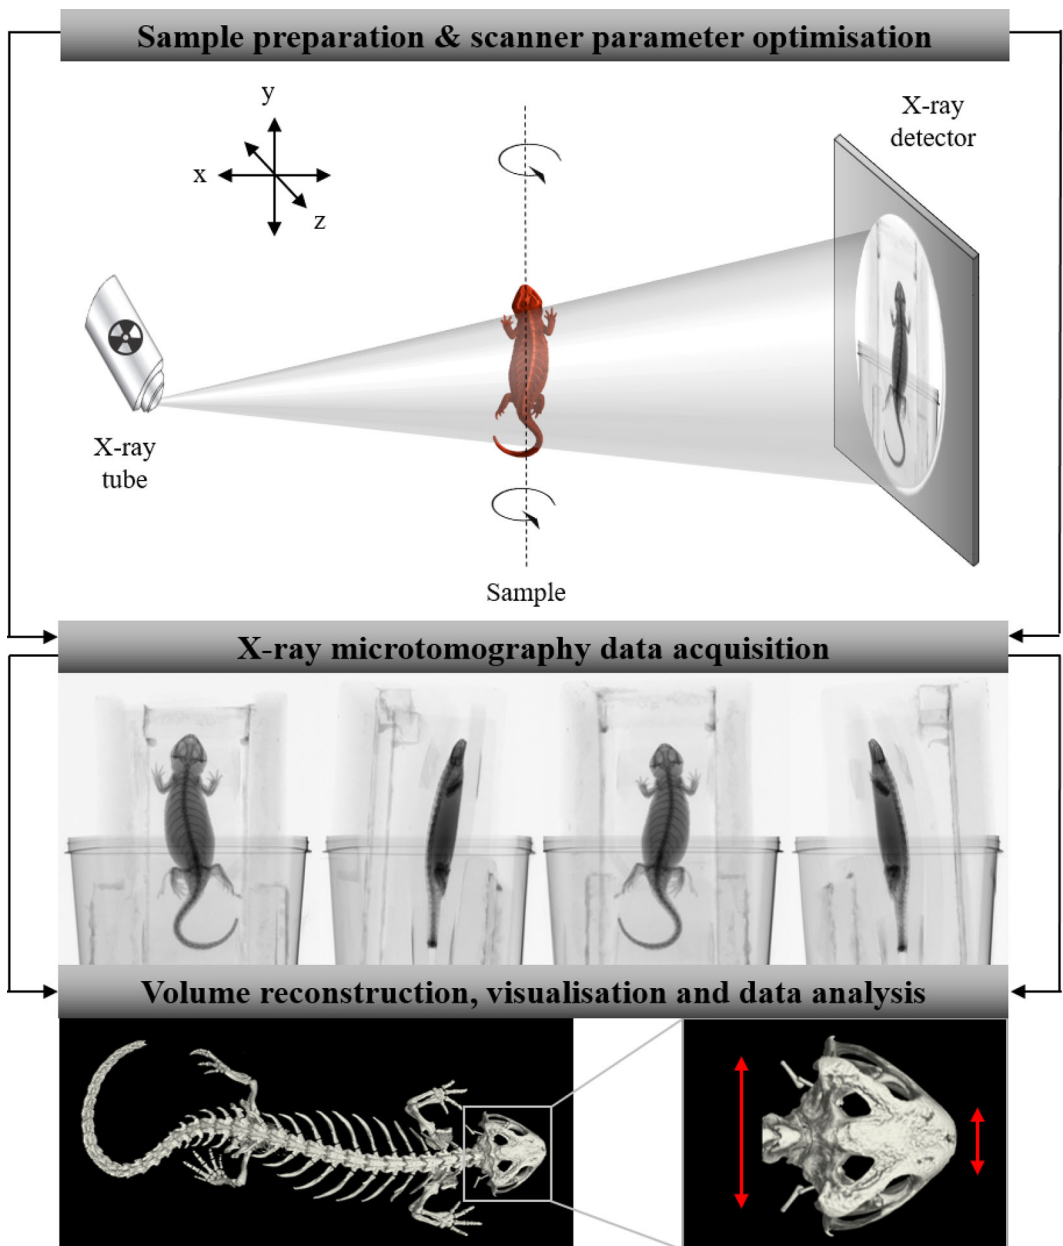 Sample preparation & scanner parameter optimisation
y
x
z
X-ray
detector
X-ray
tube
Sample
X-ray microtomography data acquisition
Volume reconstruction, visualisation and data analysis